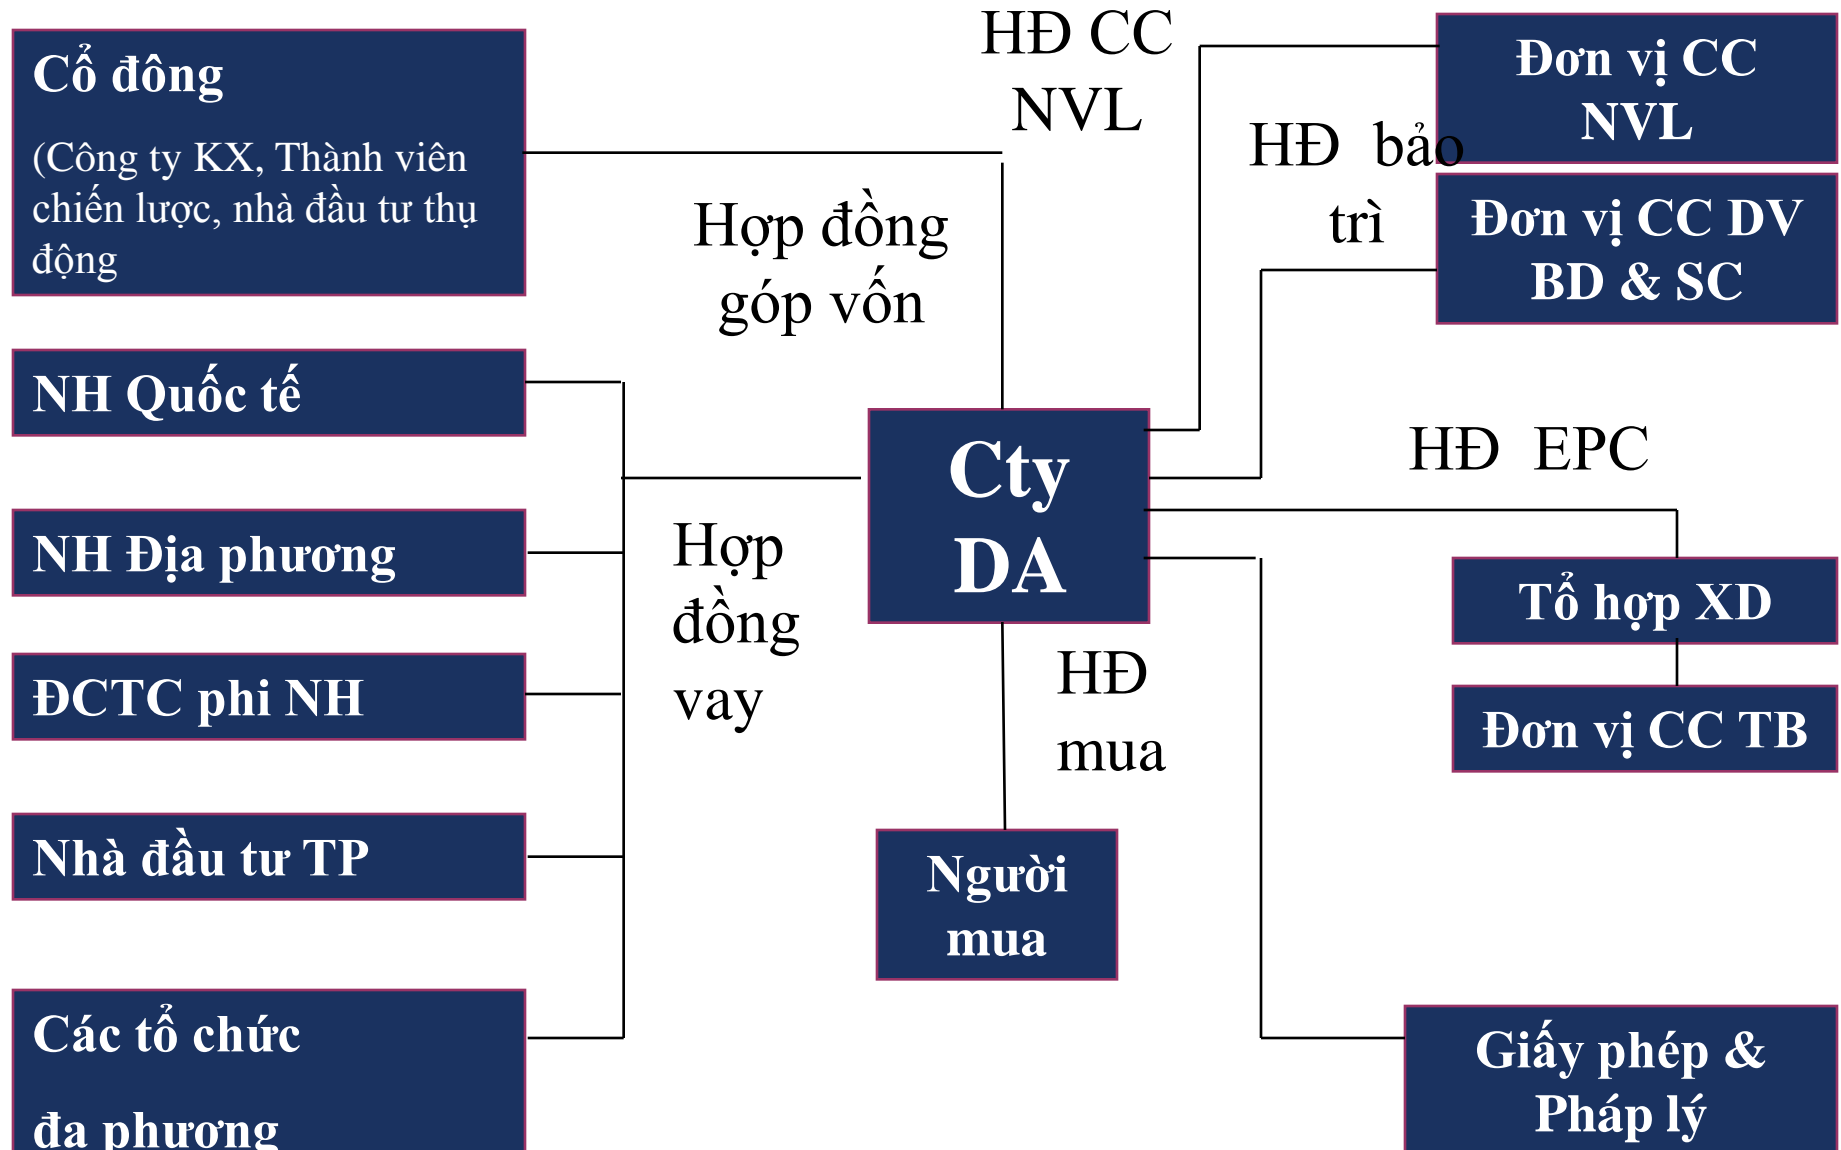 Cổ đông
(Công ty KX, Thành viên
chiến lược, nhà đầu tư thụ
động
HĐ CC
NVL
Đơn vị CC
NVL
HĐ bảo
trì
Đơn vị CC DV
BD & SC
Hợp đồng
góp vốn
NH Quốc tế
NH Địa phương
ĐCTC phi NH
Nhà đầu tư TP
Các tổ chức
đa phương
Hợp
đồng
vay
Cty
DA
HĐ
mua
Người
mua
HĐ EPC
Tổ hợp XD
Đơn vị CC TB
Giấy phép &
Pháp lý